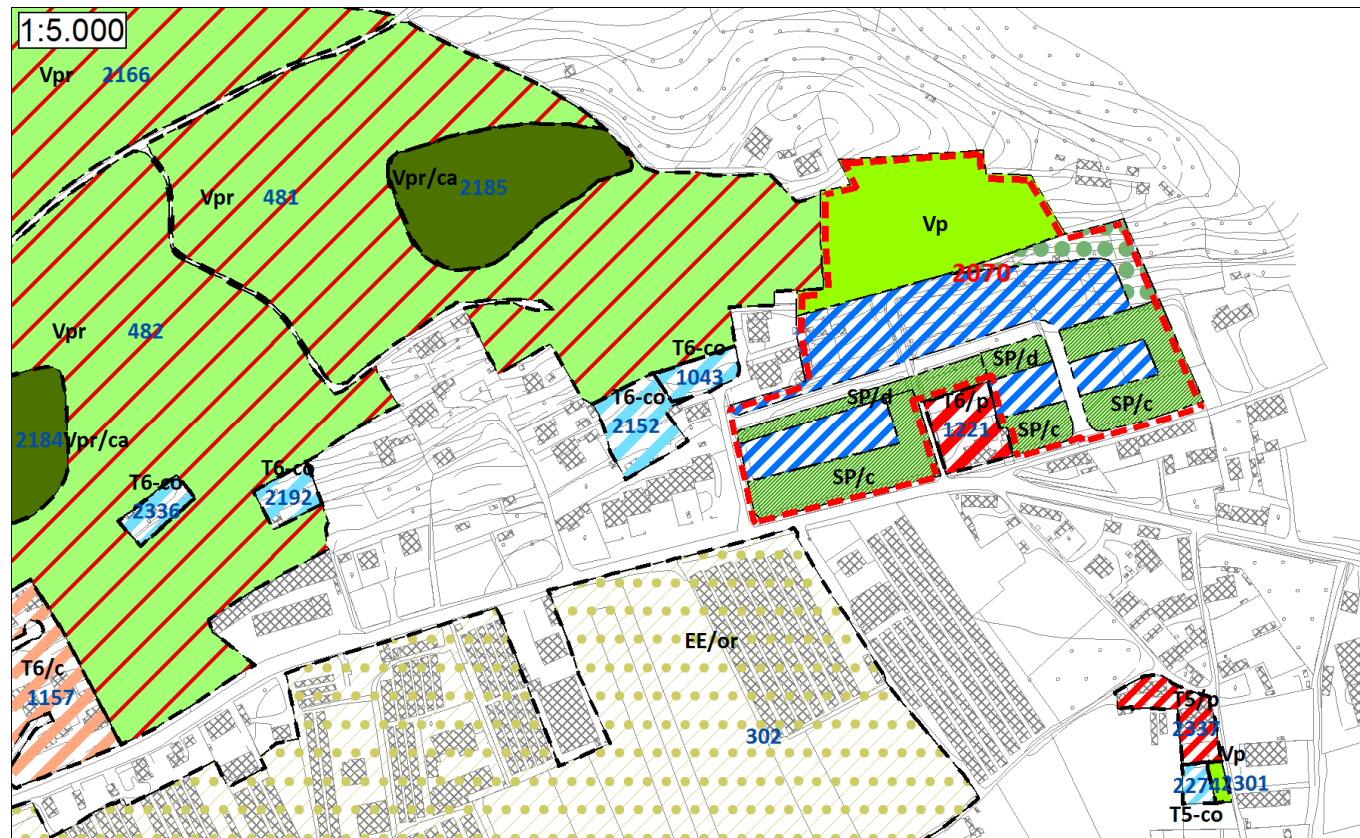 1:5.000
Vpr 2166
Vpr/ca 2185
Vpr 481
Vp
2070
Vpr 482
T6-co
1043
SP/d
T6-co
2152
SP/d
T6/p
1221
SP/c
SP/c
SP/c
2184 Vpr/ca
T6-co
2336
T6-co
2192
EE/or
302
T6/c
1157
T5/p
2337
Vp
2274 2301
T5-co